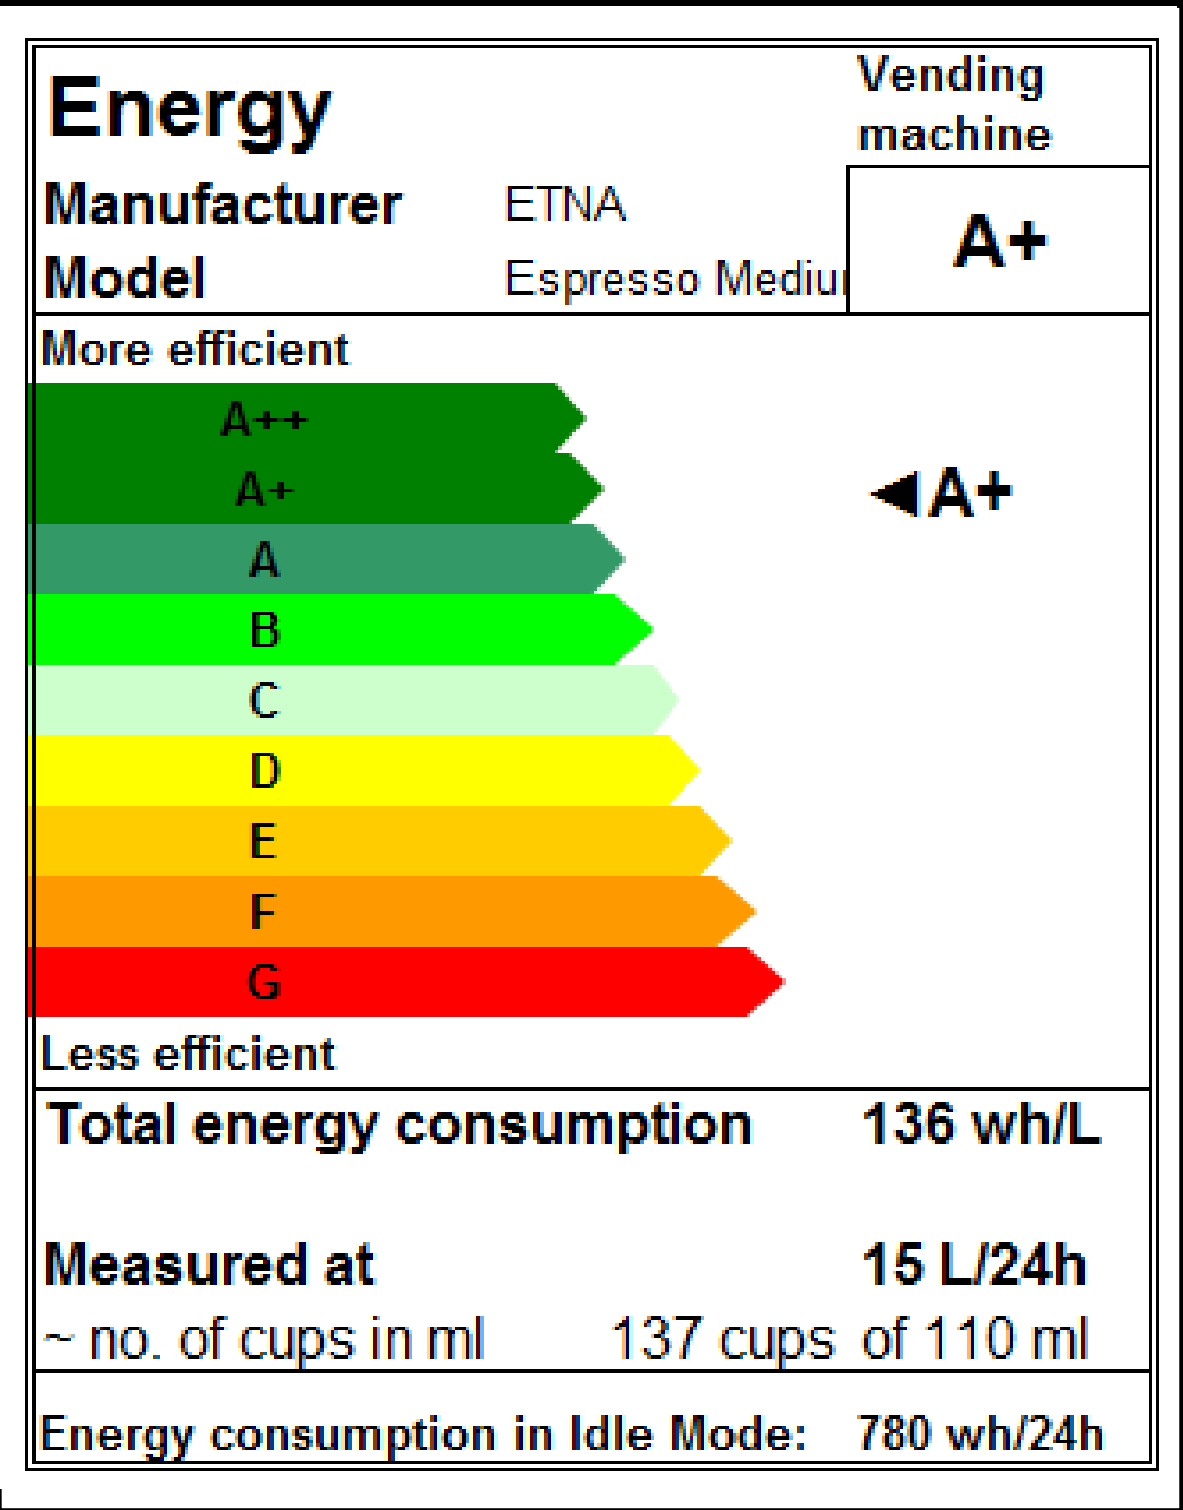 Energy
Vending
machine
Manufacturer ETNA
A+
Model Espresso
More efficient
A++
A+ ◄A+
A
B
C
D
E
F
G
Less efficient
Total energy consumption 136 wh/L
Measured at 15 L/24h
~ no. of cups in ml 137 cups of 110 ml
Energy consumption in Idle Mode: 780 wh/24h